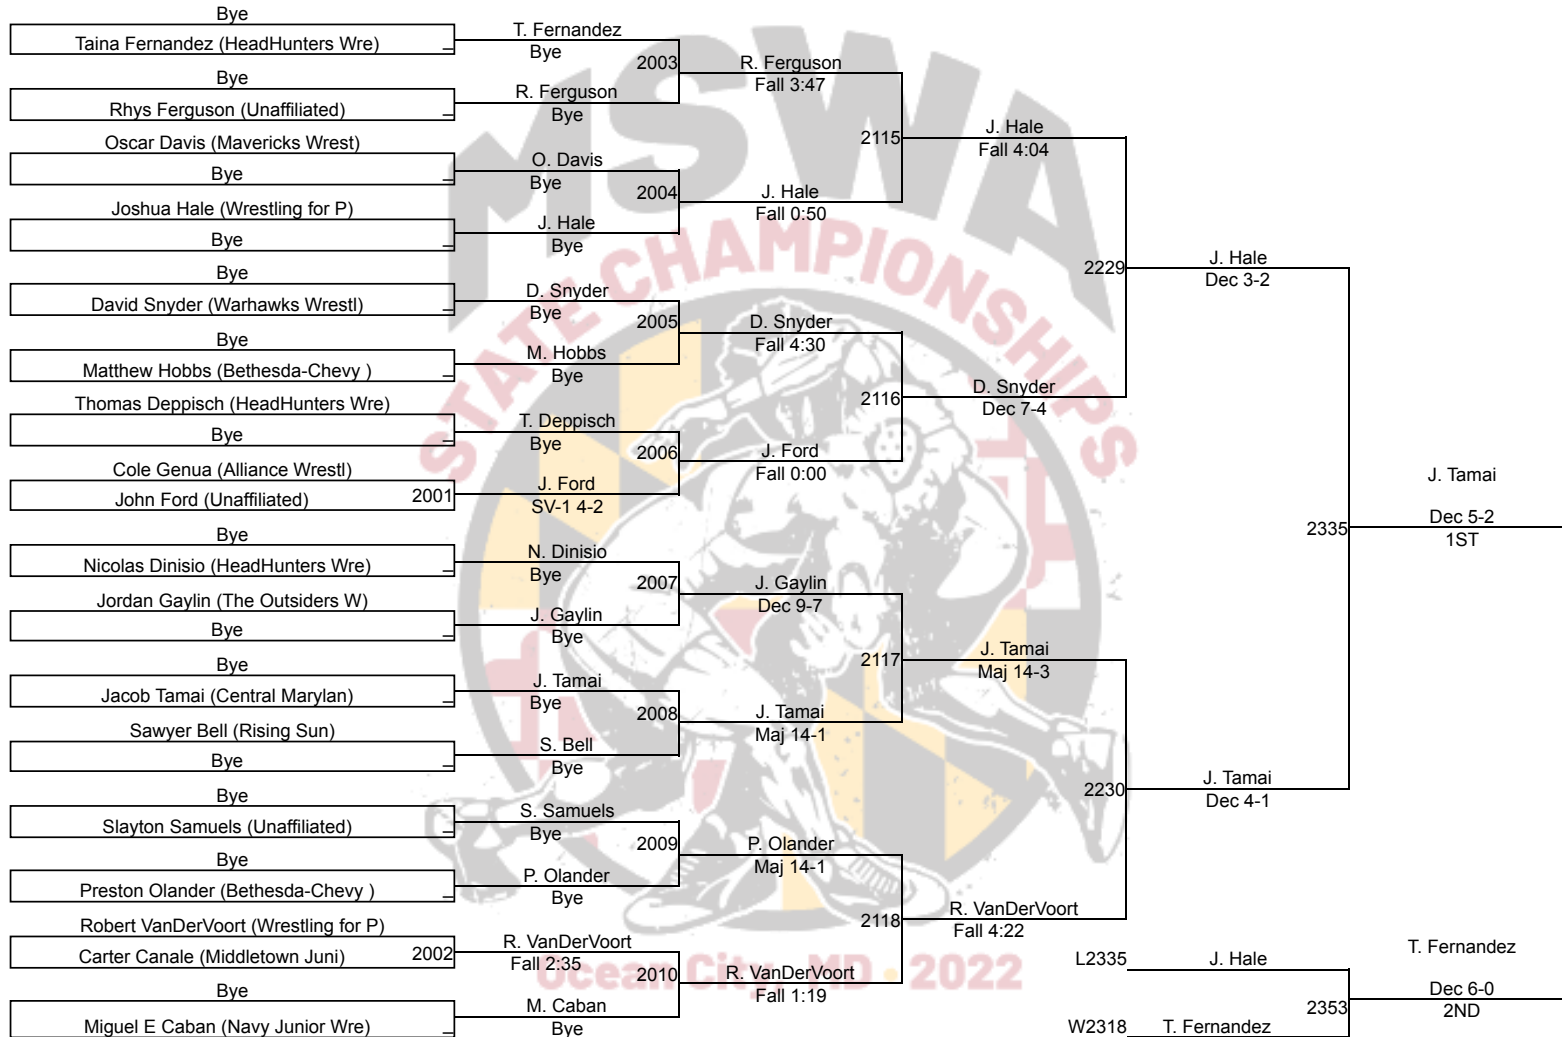 Bye
Taina Fernandez (HeadHunters Wre)
Bye
Rhys Ferguson (Unaffiliated)
Oscar Davis (Mavericks Wrest)
Bye
Joshua Hale (Wrestling for P)
Bye
Bye
David Snyder (Warhawks Wrestl)
Bye
Matthew Hobbs (Bethesda-Chevy )
Thomas Deppisch (HeadHunters Wre)
Bye
Cole Genua (Alliance Wrestl)
John Ford (Unaffiliated)
2001
Bye
Nicolas Dinisio (HeadHunters Wre)
Jordan Gaylin (The Outsiders W)
Bye
Bye
Jacob Tamai (Central Marylan)
Sawyer Bell (Rising Sun)
Bye
Bye
Slayton Samuels (Unaffiliated)
Bye
Preston Olander (Bethesda-Chevy )
Robert VanDerVoort (Wrestling for P)
Carter Canale (Middletown Juni)
2002
Bye
Miguel E Caban (Navy Junior Wre)
T. Fernandez
Bye
2003
R. Ferguson
Bye
O. Davis
Bye
2004
J. Hale
Bye
D. Snyder
Bye
2005
M. Hobbs
Bye
T. Deppisch
Bye
2006
J. Ford
SV-1 4-2
N. Dinisio
Bye
2007
J. Gaylin
Bye
J. Tamai
Bye
2008
S. Bell
Bye
S. Samuels
Bye
2009
P. Olander
Bye
R. VanDerVoort
Fall 2:35
2010
M. Caban
Bye
R. Ferguson
Fall 3:47
2115
J. Hale
Fall 0:50
D. Snyder
Fall 4:30
2116
J. Ford
Fall 0:00
J. Gaylin
Dec 9-7
2117
J. Tamai
Maj 14-1
P. Olander
Maj 14-1
2118
R. VanDerVoort
Fall 1:19
J. Hale
Fall 4:04
2229
D. Snyder
Dec 7-4
J. Tamai
Maj 14-3
2230
R. VanDerVoort
Fall 4:22
J. Hale
Dec 3-2
2335
J. Tamai
Dec 4-1
J. Tamai
Dec 5-2
1ST
L2335
J. Hale
2353
W2318
T. Fernandez
T. Fernandez
Dec 6-0
2ND
MSWA
STATE CHAMPIONSHIPS
Ocean City, MD • 2022